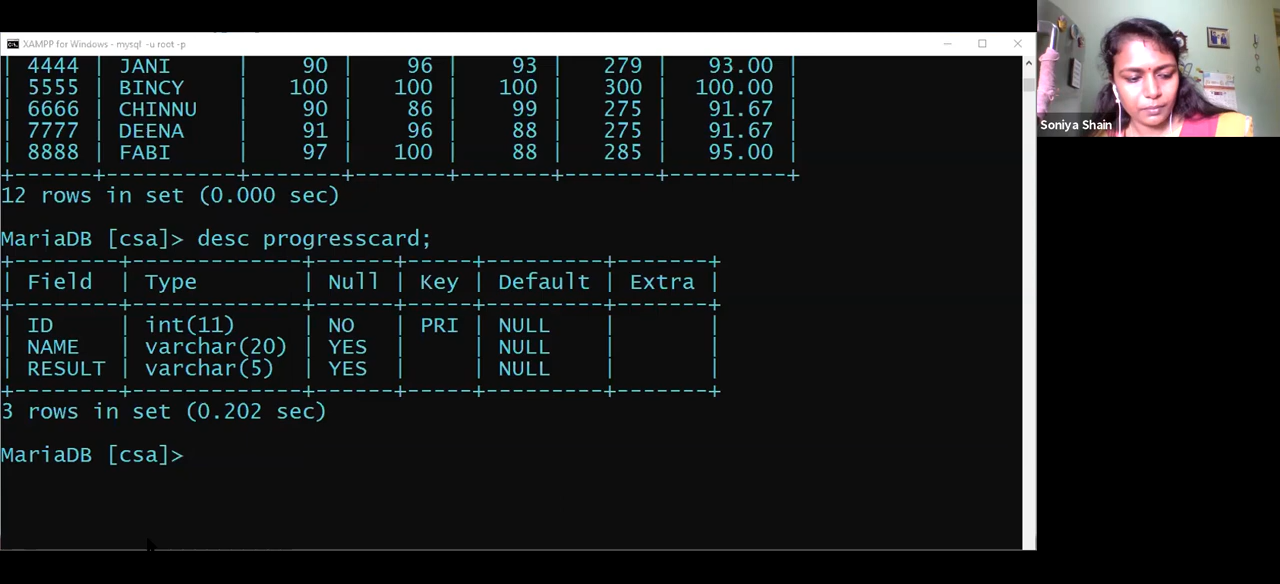 XAMPP for Windows - mysql -u root -p
| 4444 | JANI | 90 | 96 | 93 | 279 | 93.00 |
| 5555 | BINCY | 100 | 100 | 100 | 300 | 100.00 |
| 6666 | CHINNU | 90 | 86 | 99 | 275 | 91.67 |
| 7777 | DEENA | 91 | 96 | 88 | 275 | 91.67 |
| 8888 | FABI | 97 | 100 | 88 | 285 | 95.00 |
+------+----------+-------+-------+-------+------+---------+
12 rows in set (0.000 sec)
MariaDB [csa]> desc progresscard;
+--------+-------------+------+-----+---------+-------+
| Field | Type | Null | Key | Default | Extra |
+--------+-------------+------+-----+---------+-------+
| ID | int(11) | NO | PRI | NULL | |
| NAME | varchar(20) | YES | | NULL | |
| RESULT | varchar(5) | YES | | NULL | |
+--------+-------------+------+-----+---------+-------+
3 rows in set (0.202 sec)
MariaDB [csa]>
Soniya Shain